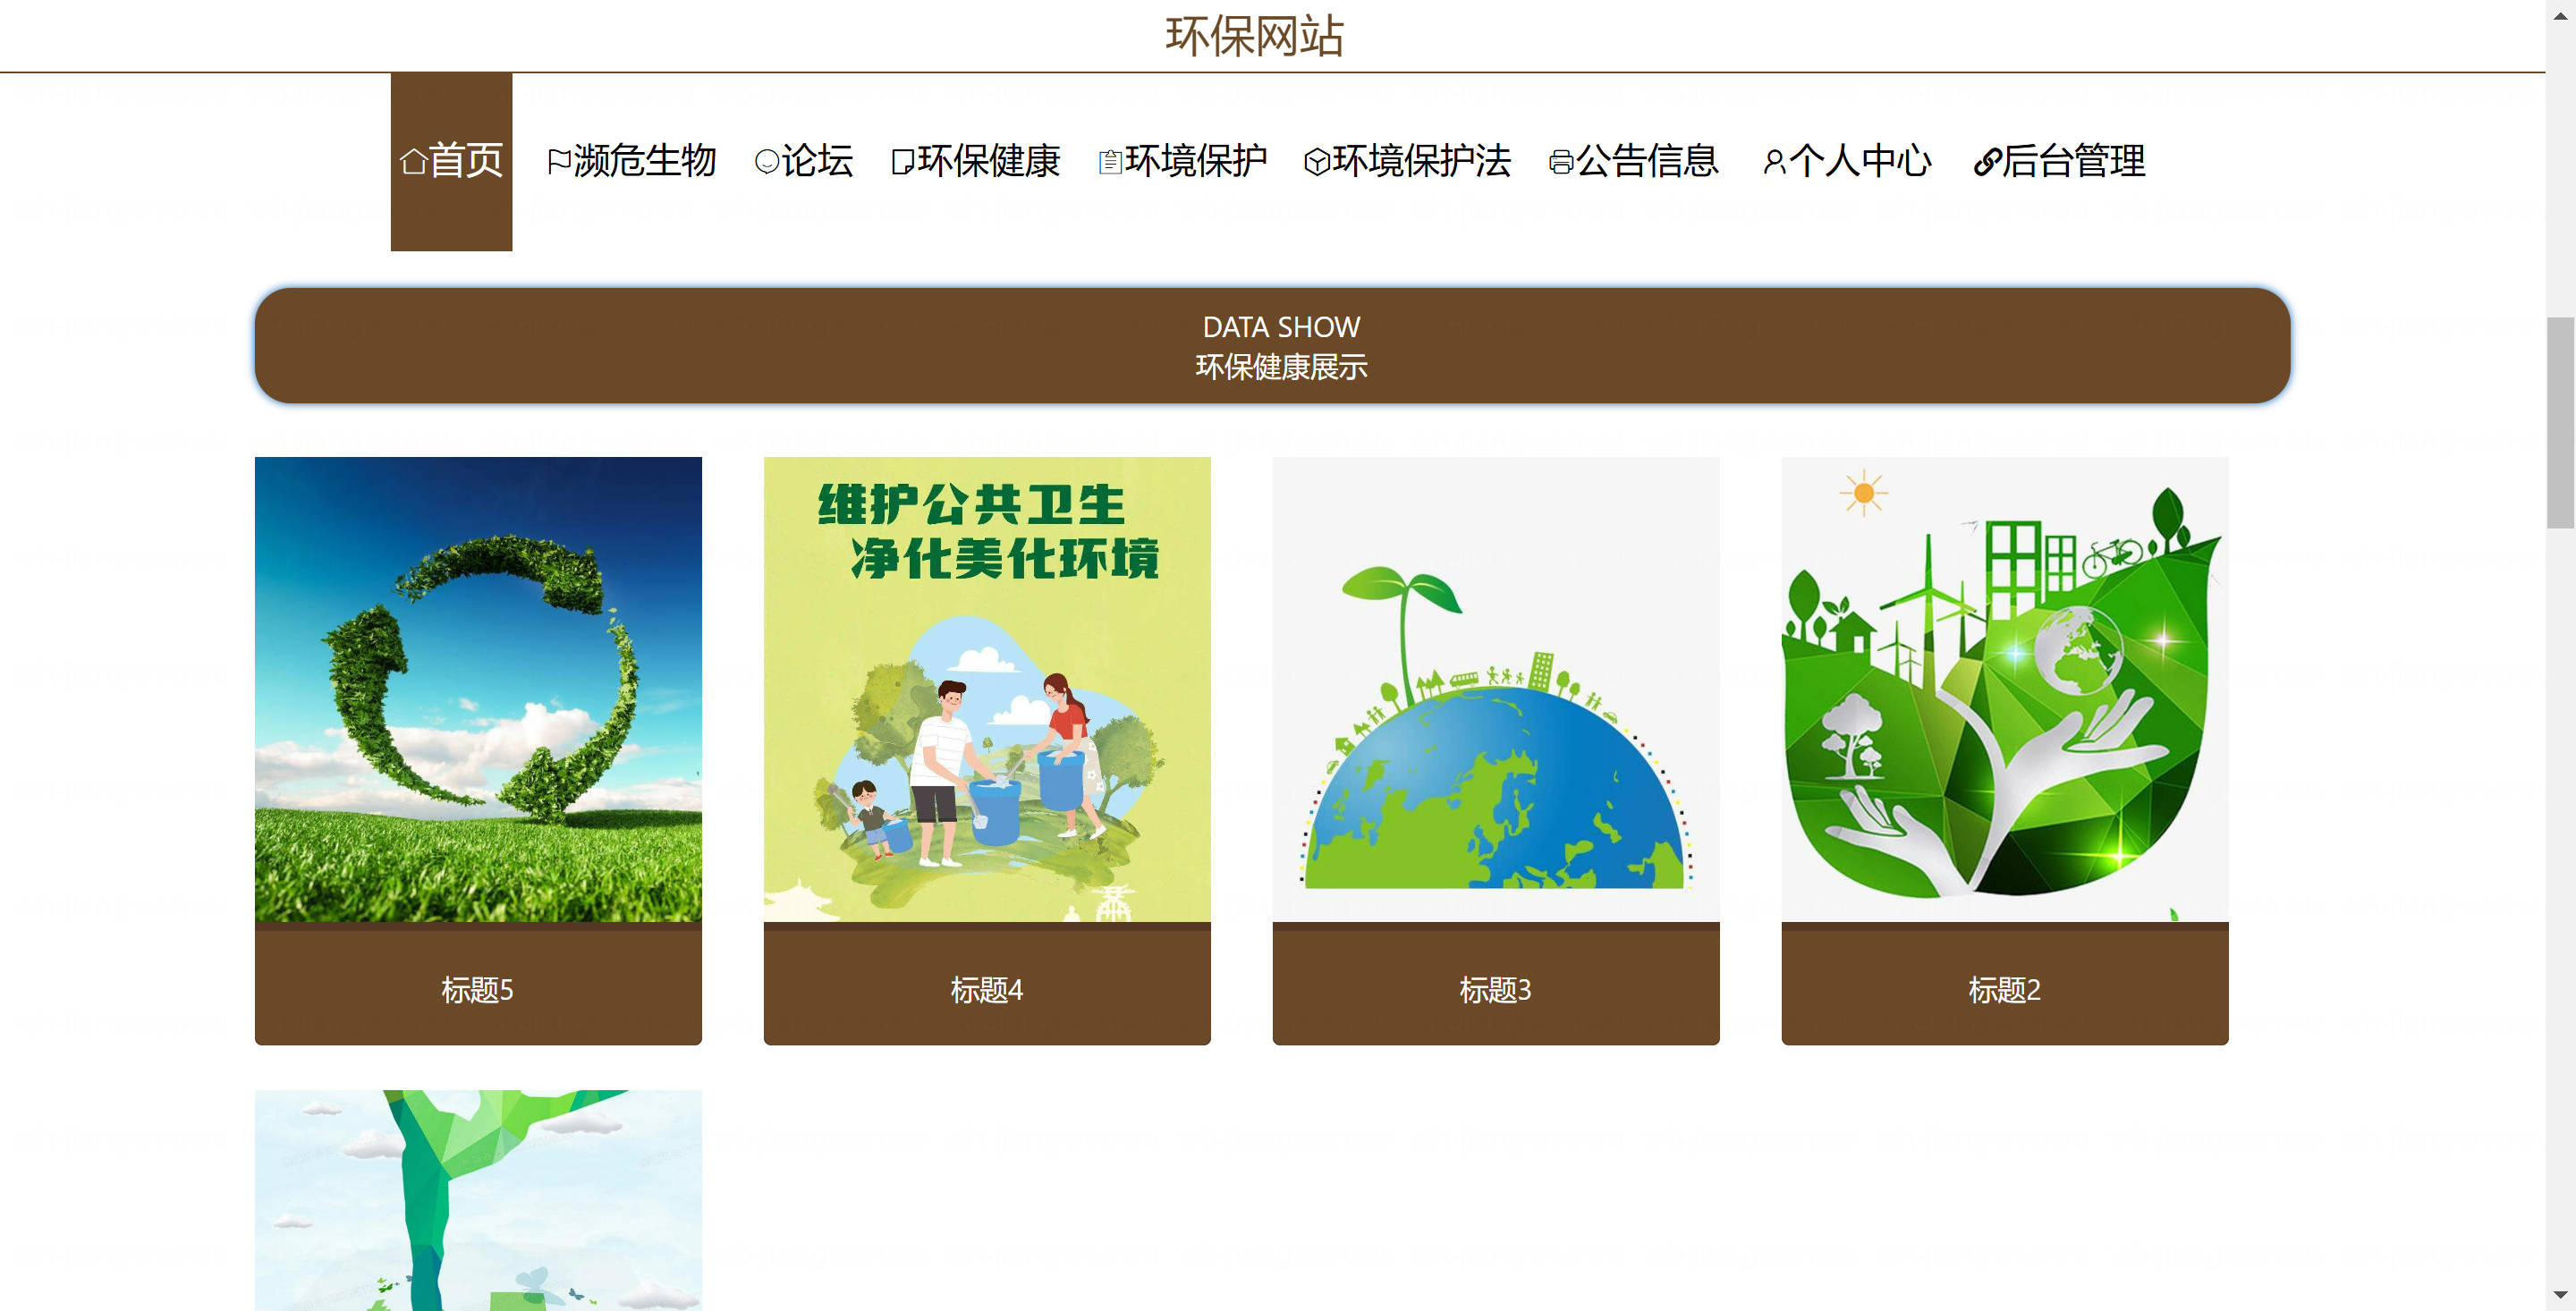 环保网站
首页 濒危生物 论坛 环保健康 环境保护 环境保护法 公告信息 个人中心 后台管理
DATA SHOW
环保健康展示
维护公共卫生
净化美化环境
标题5 标题4 标题3 标题2